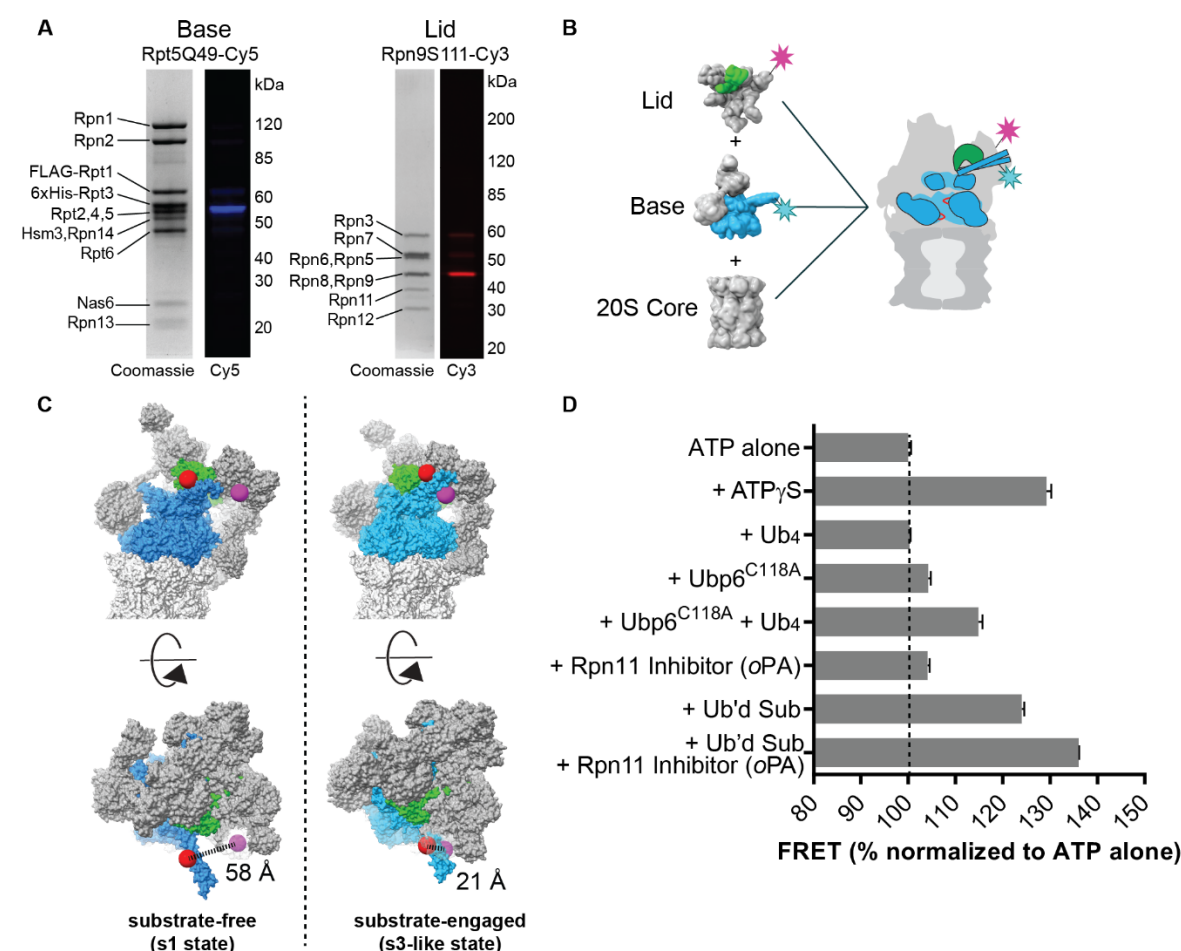 A
Base
Rpt5Q49-Cy5
kDa
Rpn1
Rpn2
FLAG-Rpt1
6xHis-Rpt3
Rpt2,4,5
Hsm3,Rpn14
Rpt6
Nas6
Rpn13
120
85
60
50
40
30
20
Coomassie Cy5
Lid
Rpn9S111-Cy3
kDa
Rpn3
Rpn7
Rpn6,Rpn5
Rpn8,Rpn9
Rpn11
Rpn12
200
120
85
60
50
40
30
20
Coomassie Cy3
B
Lid
+
Base
+
20S Core
C
58 Å
substrate-free
(s1 state)
21 Å
substrate-engaged
(s3-like state)
D
ATP alone
+ ATPγS
+ Ub4
+ Ubp6C118A
+ Ubp6C118A + Ub4
+ Rpn11 Inhibitor (oPA)
+ Ub'd Sub
+ Ub'd Sub
+ Rpn11 Inhibitor (oPA)
80 90 100 110 120 130 140 150
FRET (% normalized to ATP alone)